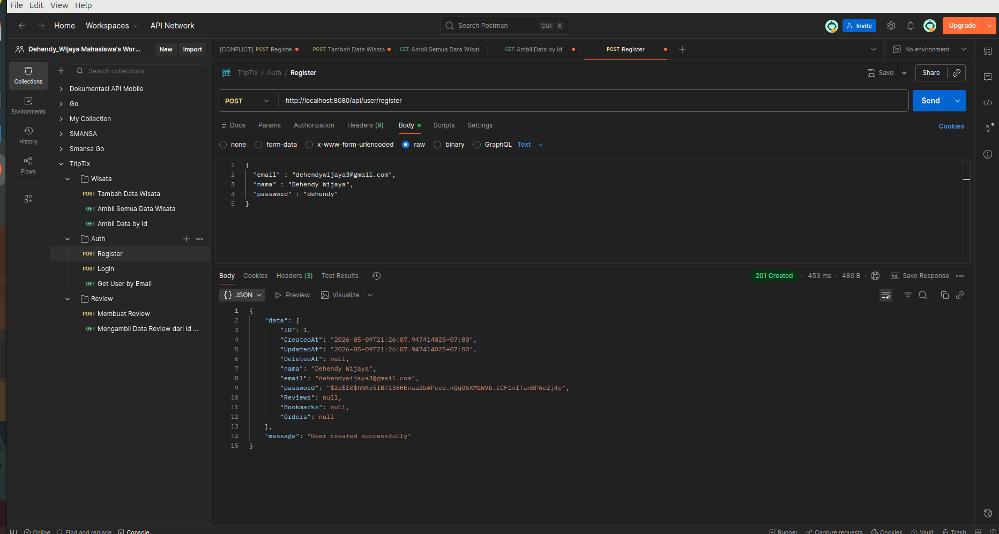 File Edit View Help
Home Workspaces API Network
Search Postman Ctrl K
Invite
Upgrade
Dehendy_Wijaya Mahasiswa's Wor...
New Import
[CONFLICT] POST Register
POST Tambah Data Wisata
GET Ambil Semua Data Wisat
GET Ambil Data by Id
POST Register
No environment
Collections
Environments
History
Flows
Search collections
Dokumentasi API Mobile
Go
My Collection
SMANSA
Smansa Go
TripTix
Wisata
POST Tambah Data Wisata
GET Ambil Semua Data Wisata
GET Ambil Data by Id
Auth
POST Register
POST Login
GET Get User by Email
Review
POST Membuat Review
GET Mengambil Data Review dari id ...
HTTP TripTix / Auth / Register
Save Share
POST http://localhost:8080/api/user/register
Send
Docs Params Authorization Headers (9) Body Scripts Settings
Cookies
none form-data x-www-form-urlencoded raw binary GraphQL Text
1 {
2 "email" : "dehendywijaya3@gmail.com",
3 "nama" : "Dehendy Wijaya",
4 "password" : "dehendy"
5 }
Body Cookies Headers (3) Test Results
201 Created • 453 ms • 480 B
e.g. Save Response
{} JSON Preview Visualize
1 {
2 "data": {
3 "ID": 1,
4 "CreatedAt": "2026-05-09T21:26:07.947414025+07:00",
5 "UpdatedAt": "2026-05-09T21:26:07.947414025+07:00",
6 "DeletedAt": null,
7 "nama": "Dehendy Wijaya",
8 "email": "dehendywijaya3@gmail.com",
9 "password": "$2a$10$hNKv5IB7l36HEnaa2bAPcez.kQqO6XM1WVb.LCF1vfTanBPAeZj4e",
10 "Reviews": null,
11 "Bookmarks": null,
12 "Orders": null
13 },
14 "message": "User created successfully"
15 }
Online Find and replace Console
Runner Capture requests Cookies Vault Trash